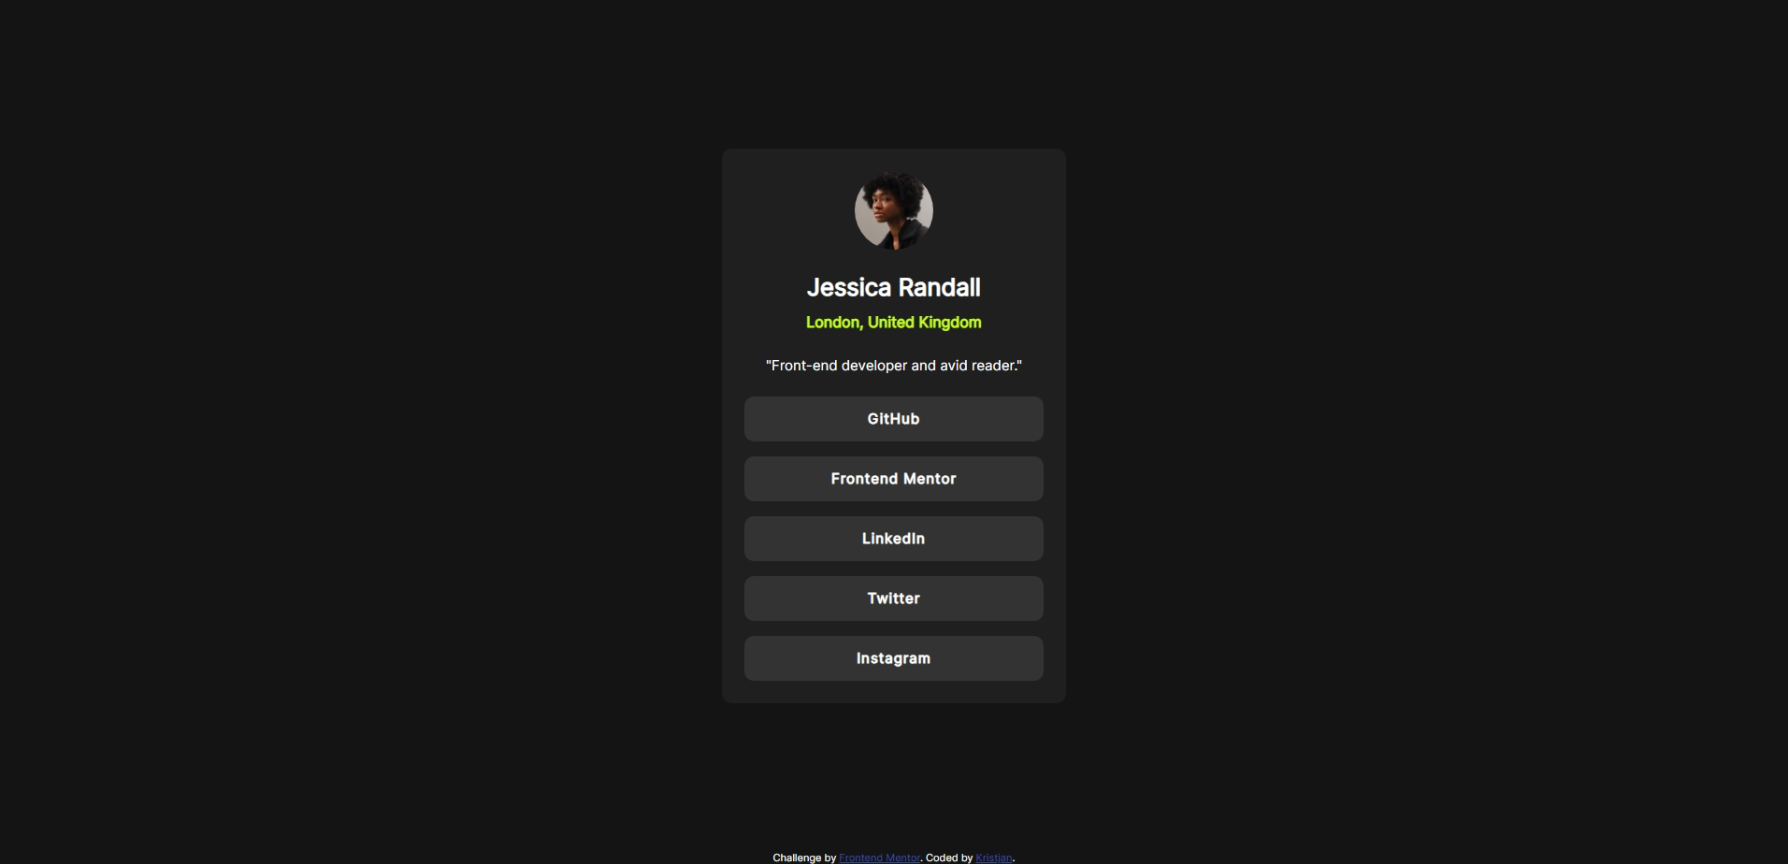 Jessica Randall
London, United Kingdom
"Front-end developer and avid reader."
GitHub
Frontend Mentor
LinkedIn
Twitter
Instagram
Challenge by Frontend Mentor. Coded by Kristian.